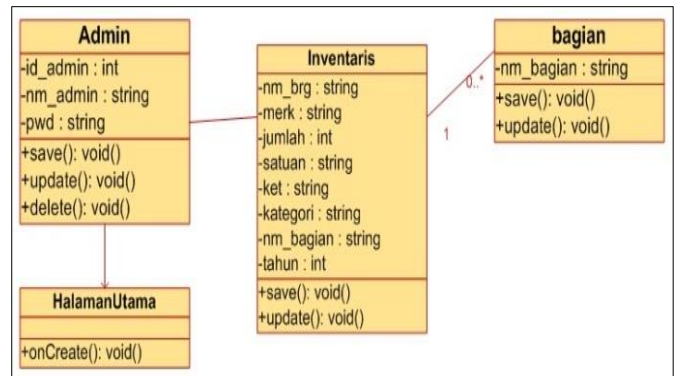 Admin
-id_admin : int
-nm_admin : string
-pwd : string
+save(): void()
+update(): void()
+delete(): void()
HalamanUtama
+onCreate(): void()
Inventaris
-nm_brg : string
-merk : string
-jumlah : int
-satuan : string
-ket : string
-kategori : string
-nm_bagian : string
-tahun : int
+save(): void()
+update(): void()
0..*
1
bagian
-nm_bagian : string
+save(): void()
+update(): void()